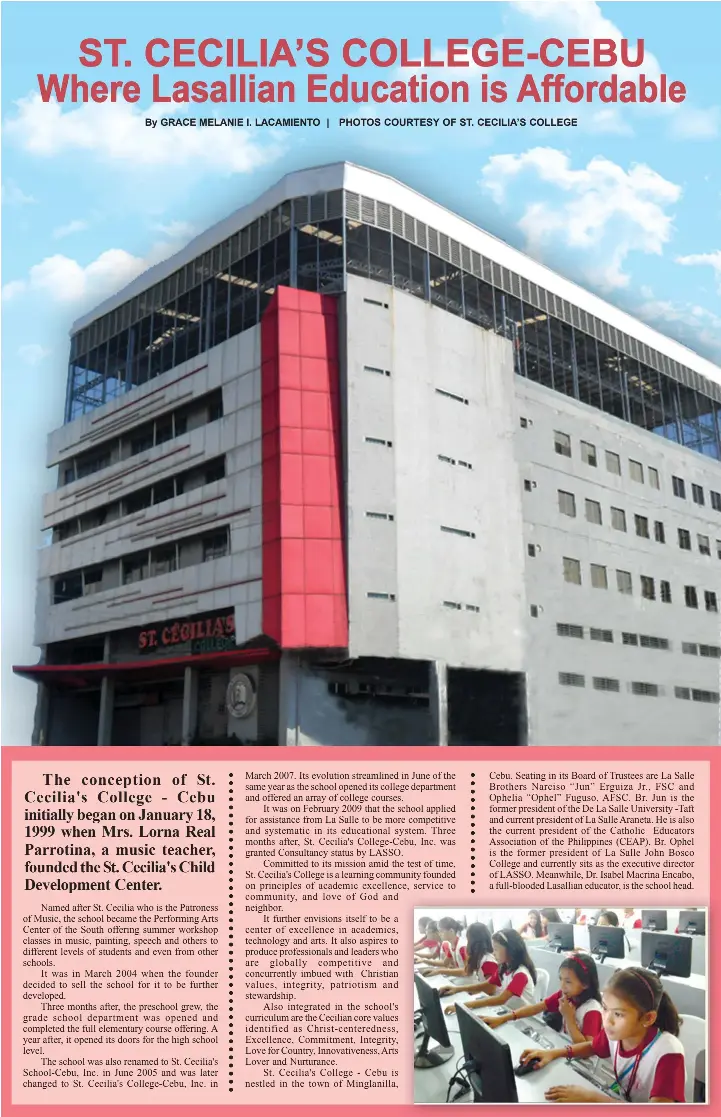 ST. CECILIA'S COLLEGE-CEBU
Where Lasallian Education is Affordable
By GRACE MELANIE I. LACAMIENTO | PHOTOS COURTESY OF ST. CECILIA'S COLLEGE
ST. CECILIA'S
COLLEGE
The conception of St.
Cecilia's College - Cebu
initially began on January 18,
1999 when Mrs. Lorna Real
Parrotina, a music teacher,
founded the St. Cecilia's Child
Development Center.
Named after St. Cecilia who is the Patroness
of Music, the school became the Performing Arts
Center of the South offering summer workshop
classes in music, painting, speech and others to
different levels of students and even from other
schools.
It was in March 2004 when the founder
decided to sell the school for it to be further
developed.
Three months after, the preschool grew, the
grade school department was opened and
completed the full elementary course offering. A
year after, it opened its doors for the high school
level.
The school was also renamed to St. Cecilia's
School-Cebu, Inc. in June 2005 and was later
changed to St. Cecilia's College-Cebu, Inc. in
March 2007. Its evolution streamlined in June of the
same year as the school opened its college department
and offered an array of college courses.
It was on February 2009 that the school applied
for assistance from La Salle to be more competitive
and systematic in its educational system. Three
months after, St. Cecilia's College-Cebu, Inc. was
granted Consultancy status by LASSO.
Committed to its mission amid the test of time,
St. Cecilia's College is a learning community founded
on principles of academic excellence, service to
community, and love of God and
neighbor.
It further envisions itself to be a
center of excellence in academics,
technology and arts. It also aspires to
produce professionals and leaders who
are globally competitive and
concurrently imbued with Christian
values, integrity, patriotism and
stewardship.
Also integrated in the school's
curriculum are the Cecilian core values
identified as Christ-centeredness,
Excellence, Commitment, Integrity,
Love for Country, Innovativeness, Arts
Lover and Nurturance.
St. Cecilia's College - Cebu is
nestled in the town of Minglanilla,
Cebu. Seating in its Board of Trustees are La Salle
Brothers Narciso “Jun” Erguiza Jr., FSC and
Ophelia “Ophel” Fuguso, AFSC. Br. Jun is the
former president of the De La Salle University -Taft
and current president of La Salle Araneta. He is also
the current president of the Catholic Educators
Association of the Philippines (CEAP). Br. Ophel
is the former president of La Salle John Bosco
College and currently sits as the executive director
of LASSO. Meanwhile, Dr. Isabel Macrina Encabo,
a full-blooded Lasallian educator, is the school head.